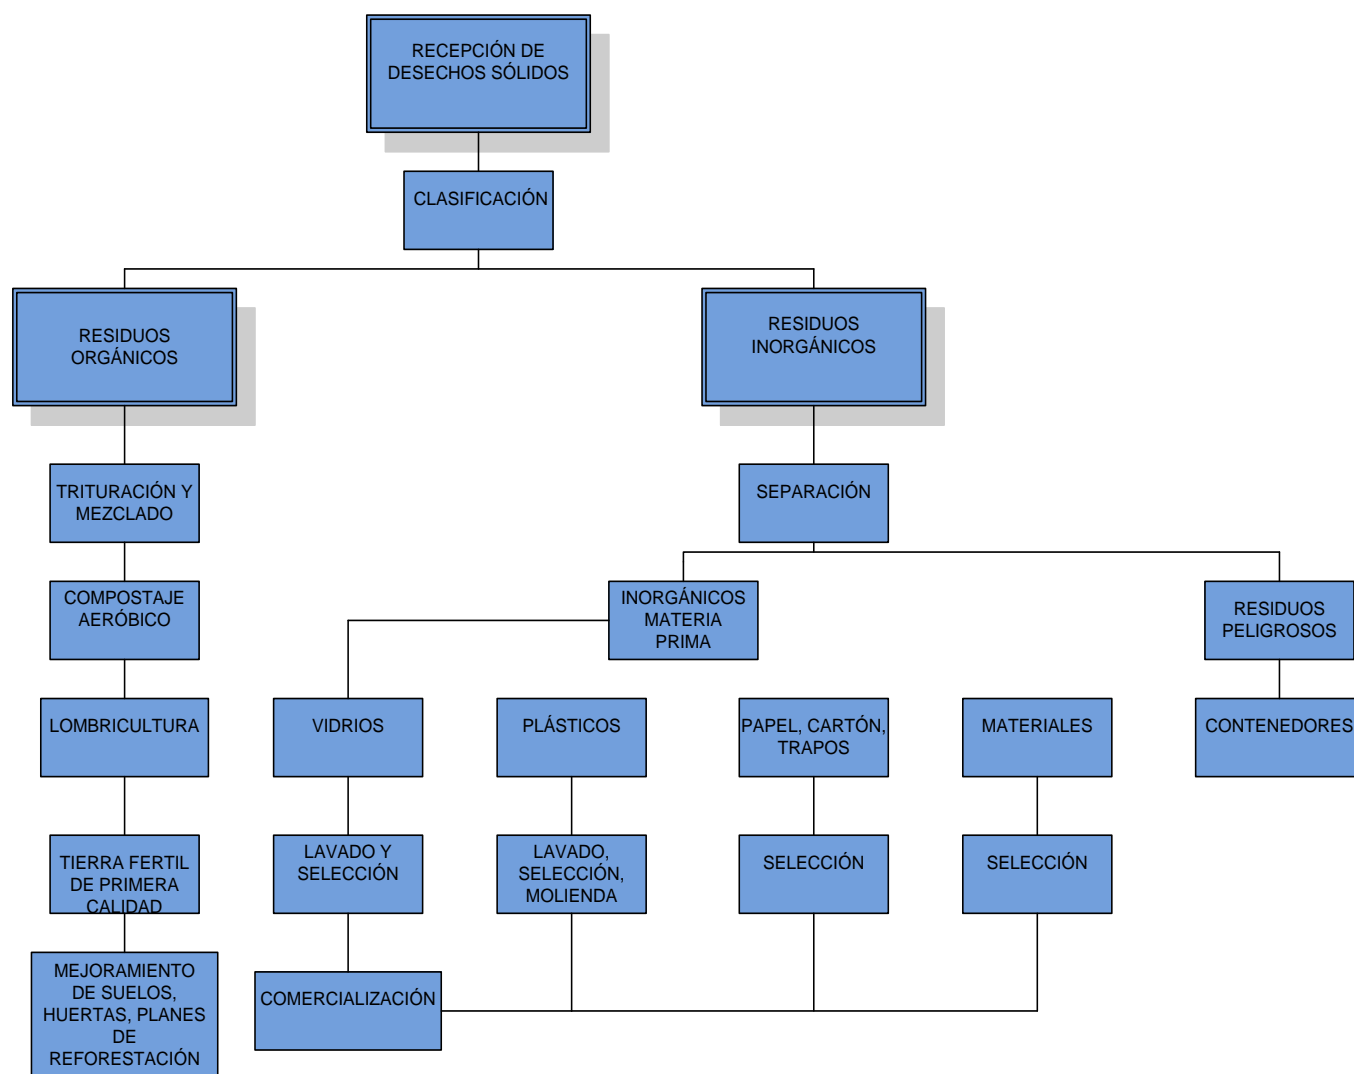 RECEPCIÓN DE
DESECHOS SÓLIDOS
CLASIFICACIÓN
RESIDUOS
ORGÁNICOS
RESIDUOS
INORGÁNICOS
TRITURACIÓN Y
MEZCLADO
SEPARACIÓN
COMPOSTAJE
AERÓBICO
INORGÁNICOS
MATERIA
PRIMA
RESIDUOS
PELIGROSOS
LOMBRICULTURA
VIDRIOS
PLÁSTICOS
PAPEL, CARTÓN,
TRAPOS
MATERIALES
CONTENEDORES
TIERRA FERTIL
DE PRIMERA
CALIDAD
LAVADO Y
SELECCIÓN
LAVADO,
SELECCIÓN,
MOLIENDA
SELECCIÓN
SELECCIÓN
MEJORAMIENTO
DE SUELOS,
HUERTAS, PLANES
DE
REFORESTACIÓN
COMERCIALIZACIÓN